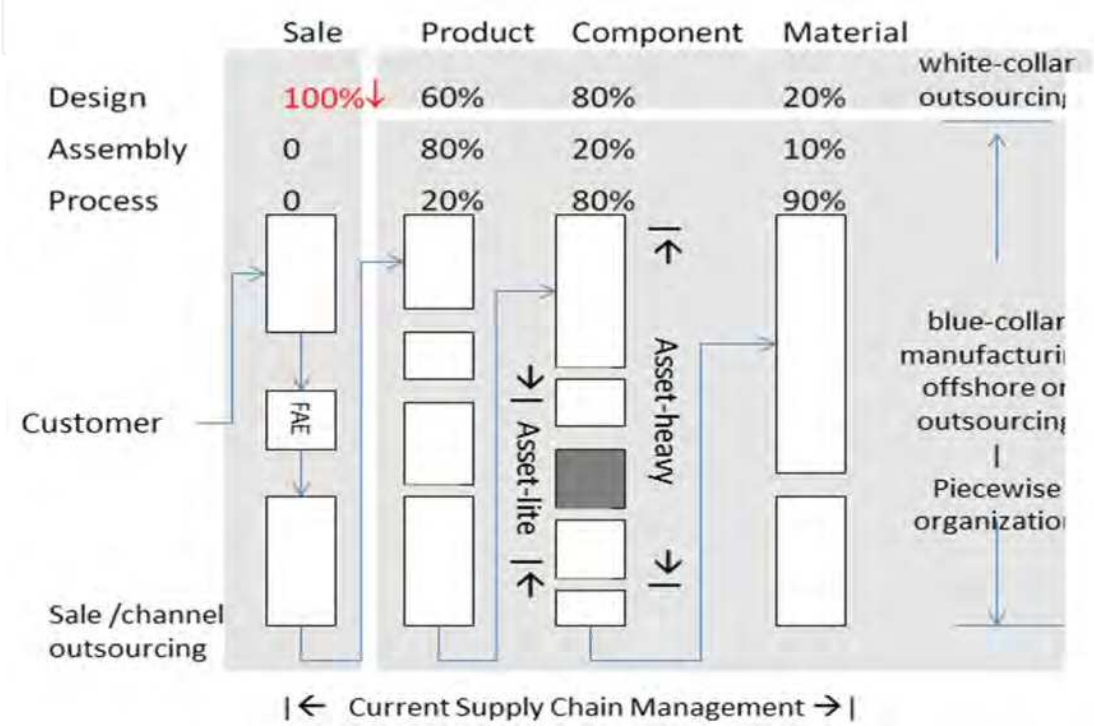 Sale Product Component Material
white-collar
Design 100%↓ 60% 80% 20% outsourcin
Assembly 0 80% 20% 10%
Process 0 20% 80% 90%
blue-collar
manufacturi
offshore or
outsourcin
|
Piecewise
organizatio
Customer
FAE
|← Asset-heavy →|
→| Asset-lite |←
Sale /channel
outsourcing
|← Current Supply Chain Management →|